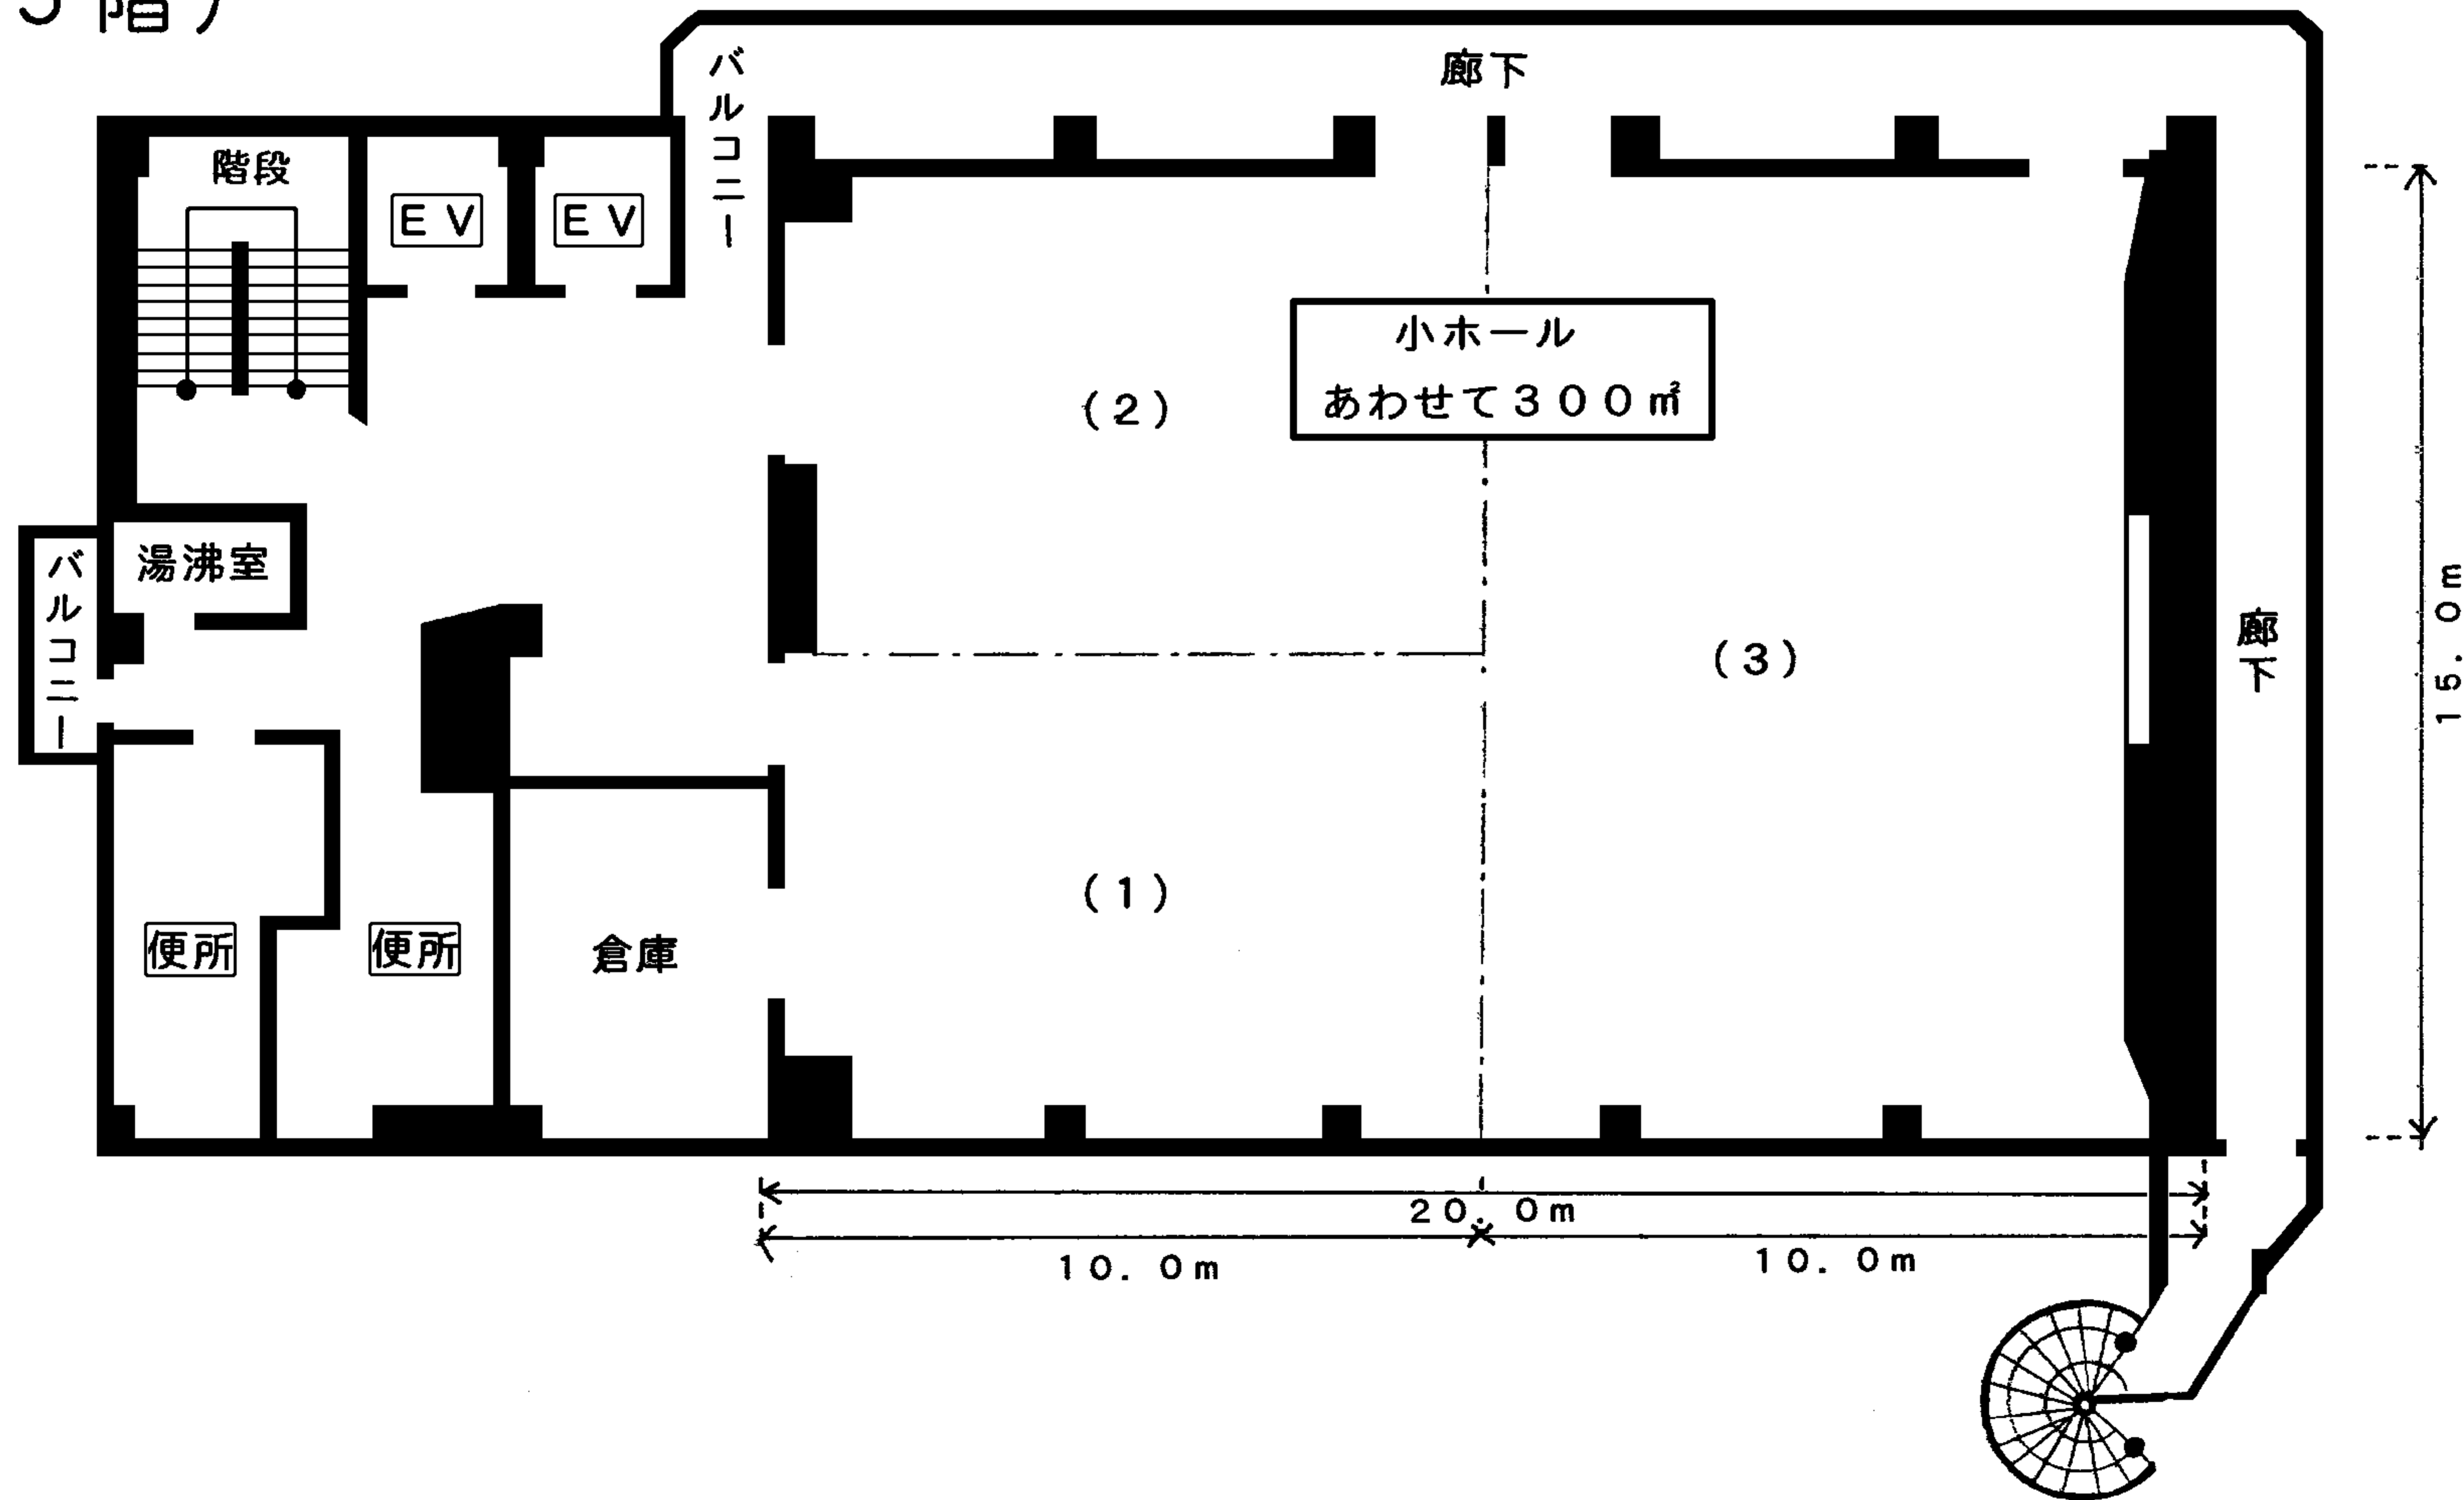 階）
廊下
バルコニー
階段
ＥＶ
ＥＶ
小ホール
あわせて３００㎡
（２）
バルコニー
湯沸室
（３）
廊下
１５．０ｍ
（１）
便所
便所
倉庫
２０．０ｍ
１０．０ｍ
１０．０ｍ